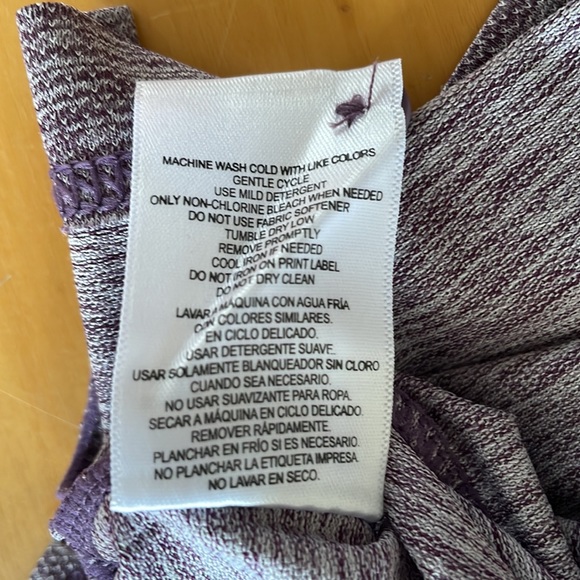 MACHINE WASH COLD WITH LIKE COLORS
GENTLE CYCLE
USE MILD DETERGENT
ONLY NON-CHLORINE BLEACH WHEN NEEDED
DO NOT USE FABRIC SOFTENER
TUMBLE DRY LOW
REMOVE PROMPTLY
COOL IRON IF NEEDED
DO NOT IRON ON PRINT LABEL
DO NOT DRY CLEAN
LAVAR A MÁQUINA CON AGUA FRÍA
CON COLORES SIMILARES.
EN CICLO DELICADO.
USAR DETERGENTE SUAVE.
USAR SOLAMENTE BLANQUEADOR SIN CLORO
CUANDO SEA NECESARIO.
NO USAR SUAVIZANTE PARA ROPA.
SECAR A MÁQUINA EN CICLO DELICADO.
REMOVER RÁPIDAMENTE.
PLANCHAR EN FRÍO SI ES NECESARIO.
NO PLANCHAR LA ETIQUETA IMPRESA.
NO LAVAR EN SECO.